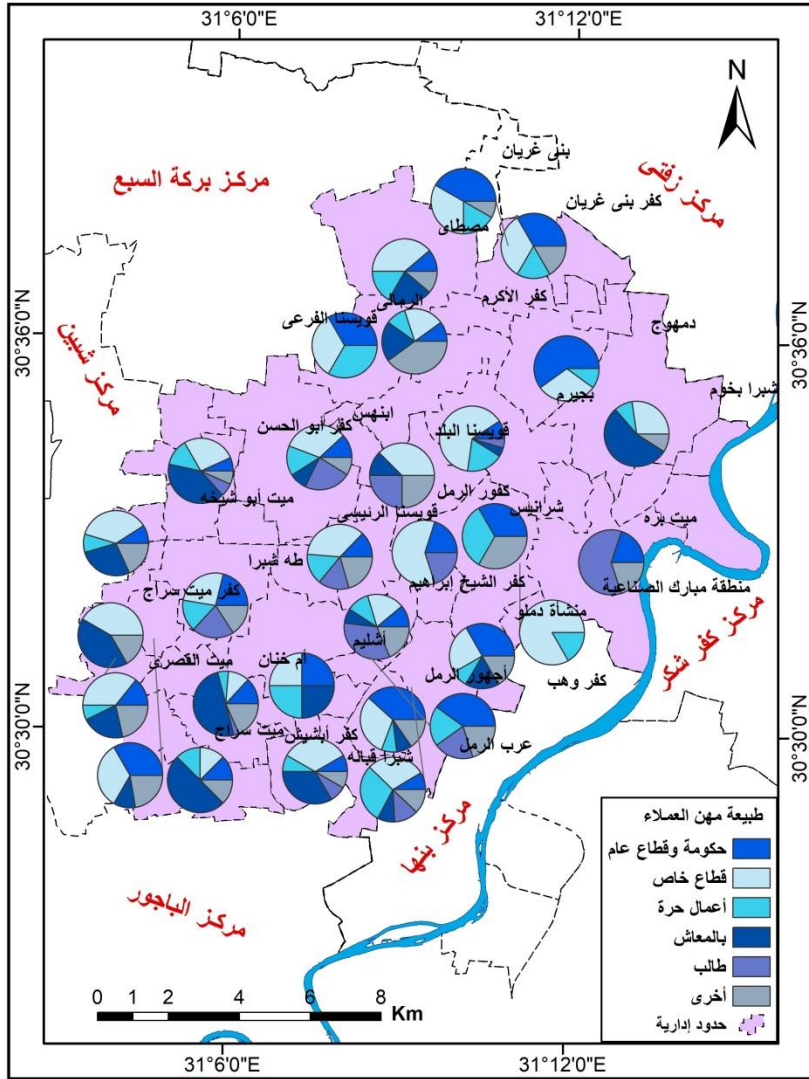 31°6'0"E
31°12'0"E
N
بنى غريان
مركز زفتى
مركز بركة السبع
كفر بنى غريان
مصطاى
كفر الأكرم
الرمالى
دمهوج
قويسنا الفرعى
30°36'0"N
30°36'0"N
مركز شبين
بجيرم
شبرا بخوم
ابنهس
كفر أبو الحسن
قويسنا البلد
كفور الرمل
ميت أبو شيخه
شرانيس
قويسنا الرئيسى
ميت بره
طه شبرا
كفر الشيخ إبراهيم
منطقة مبارك الصناعية
كفر ميت سراج
منشأة دملو
مركز كفر شكر
أشليم
ميت القصرى
أم خنان
أجهور الرمل
كفر وهب
30°30'0"N
30°30'0"N
ميت سراج
كفر أبشيش
عرب الرمل
شبرا قباله
مركز بنها
مركز الباجور
طبيعة مهن العملاء
حكومة وقطاع عام
قطاع خاص
أعمال حرة
بالمعاش
طالب
أخرى
حدود إدارية
0 1 2 4 6 8
Km
31°6'0"E
31°12'0"E